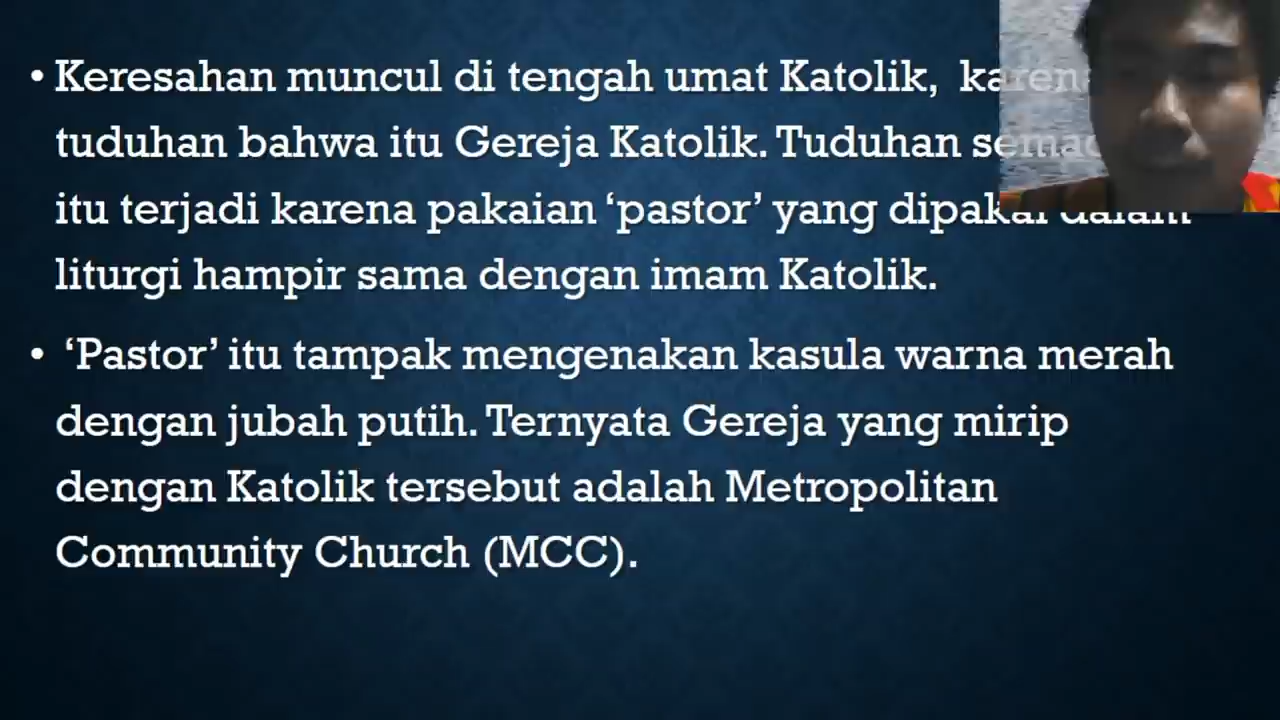 • Keresahan muncul di tengah umat Katolik,
tuduhan bahwa itu Gereja Katolik. Tuduhan
itu terjadi karena pakaian ‘pastor’ yang dipakai dalam
liturgi hampir sama dengan imam Katolik.
• ‘Pastor’ itu tampak mengenakan kasula warna merah
dengan jubah putih. Ternyata Gereja yang mirip
dengan Katolik tersebut adalah Metropolitan
Community Church (MCC).